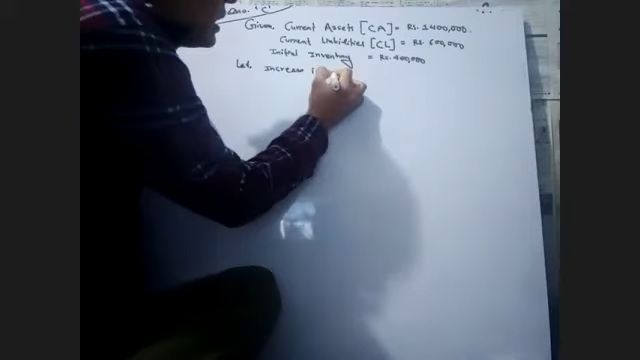 Qno. 'C'
Given. Current Assets [CA] = Rs. 1400,000.
Current liabilities [CL] = Rs. 600,000
Initial Inventory = Rs. 400,000
Let. Increase